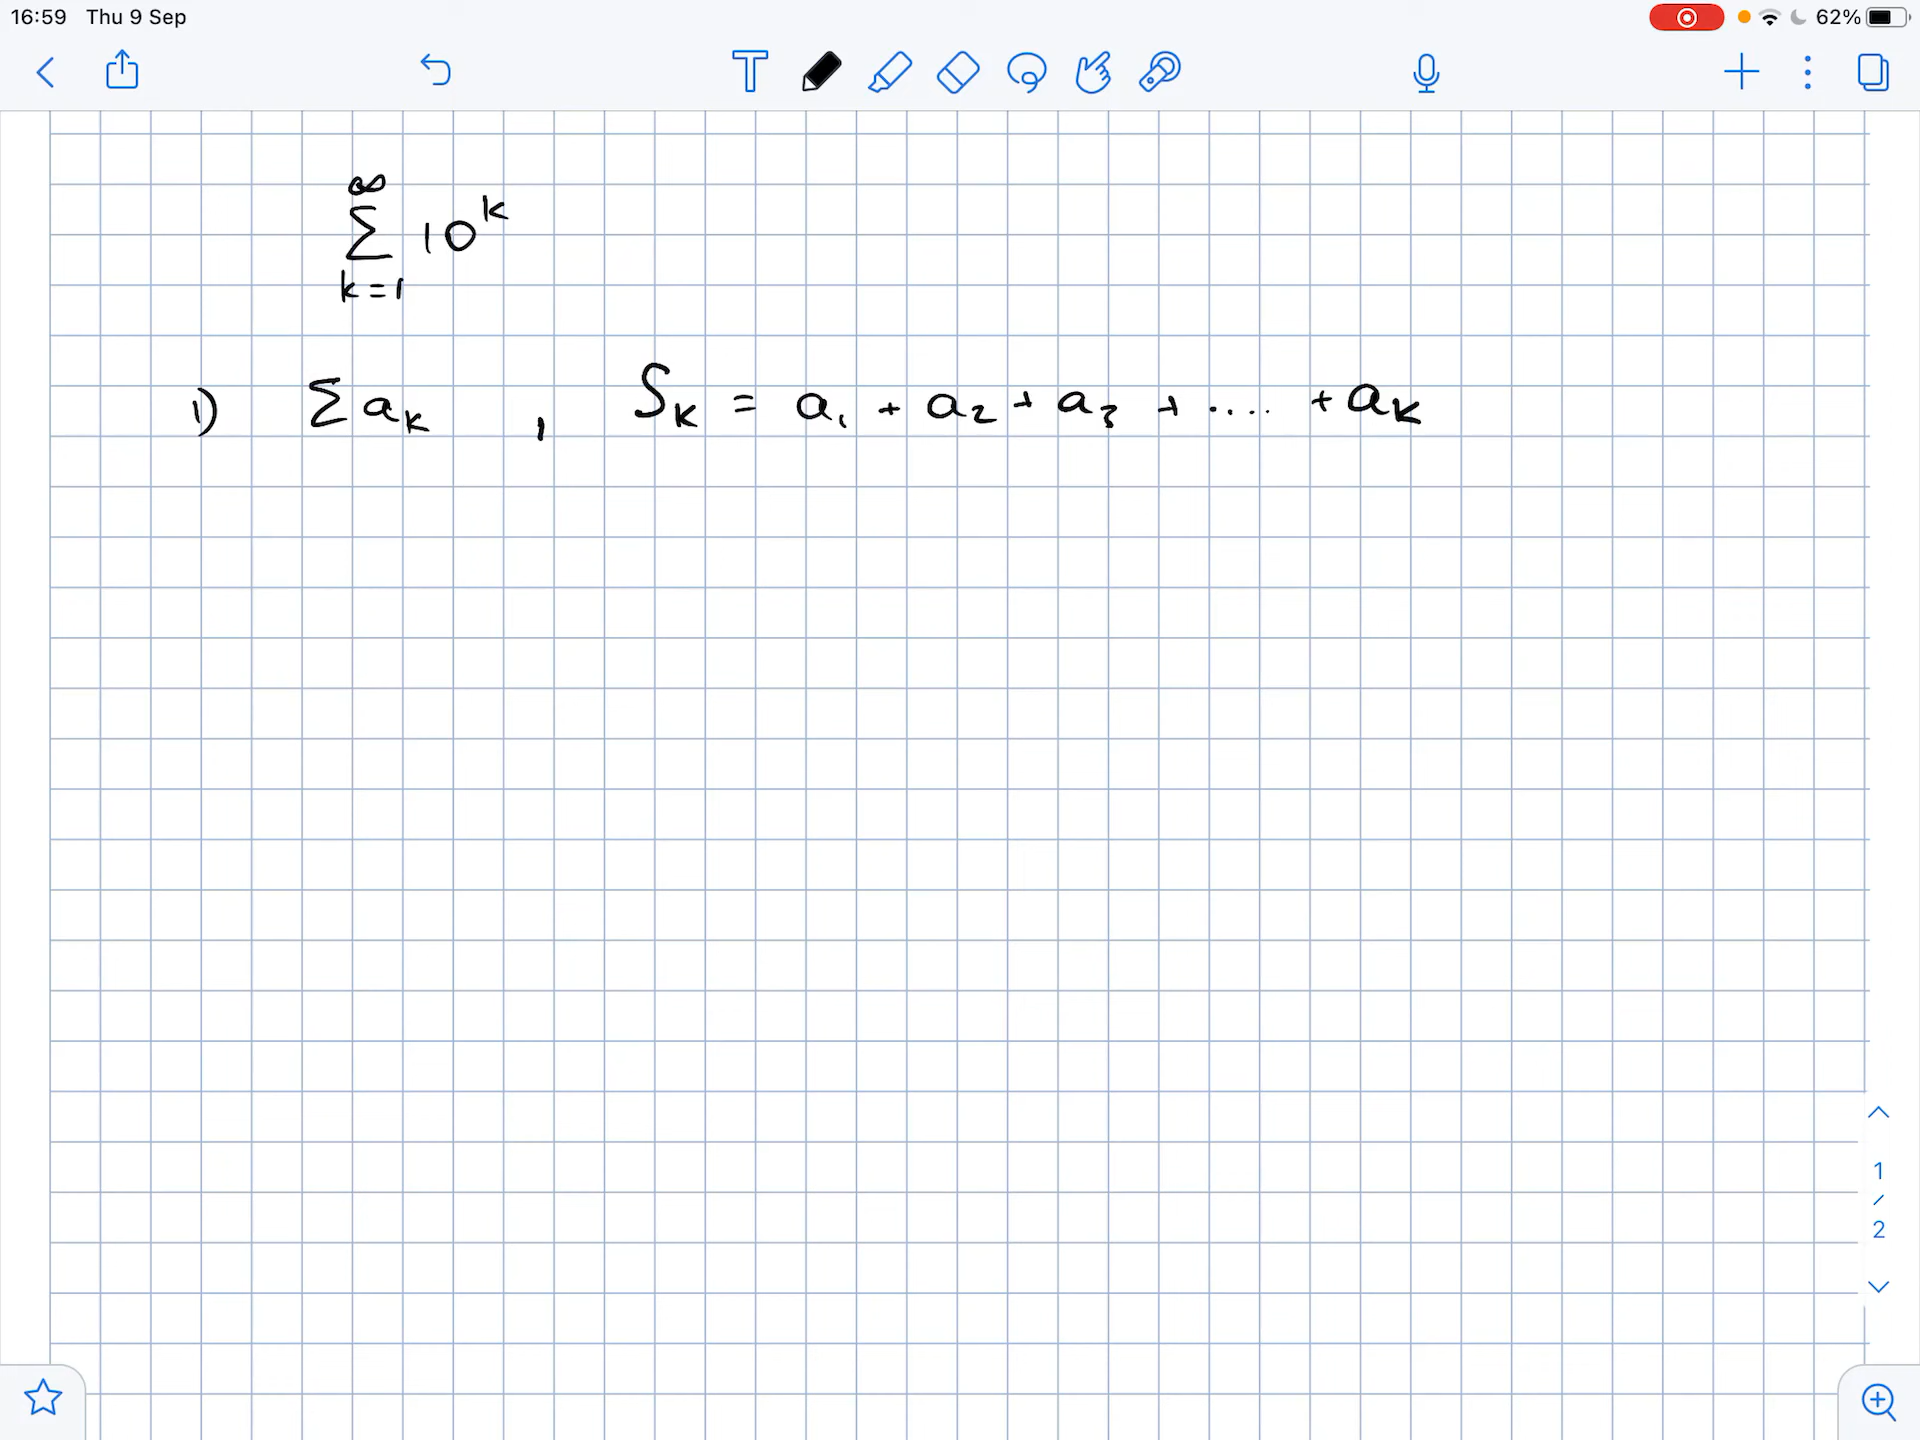 16:59 Thu 9 Sep 62%
T
∞
Σ 10^k
k=1
1) Σ a_k , S_k = a_1 + a_2 + a_3 + .... + a_k
1
/
2